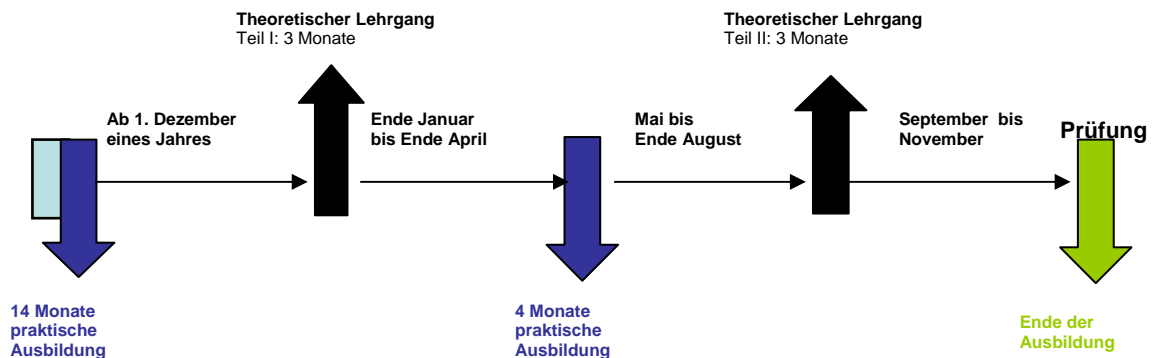 Theoretischer Lehrgang
Teil I: 3 Monate
Theoretischer Lehrgang
Teil II: 3 Monate
Ab 1. Dezember
eines Jahres
Ende Januar
bis Ende April
Mai bis
Ende August
September bis
November
Prüfung
14 Monate
praktische
Ausbildung
4 Monate
praktische
Ausbildung
Ende der
Ausbildung